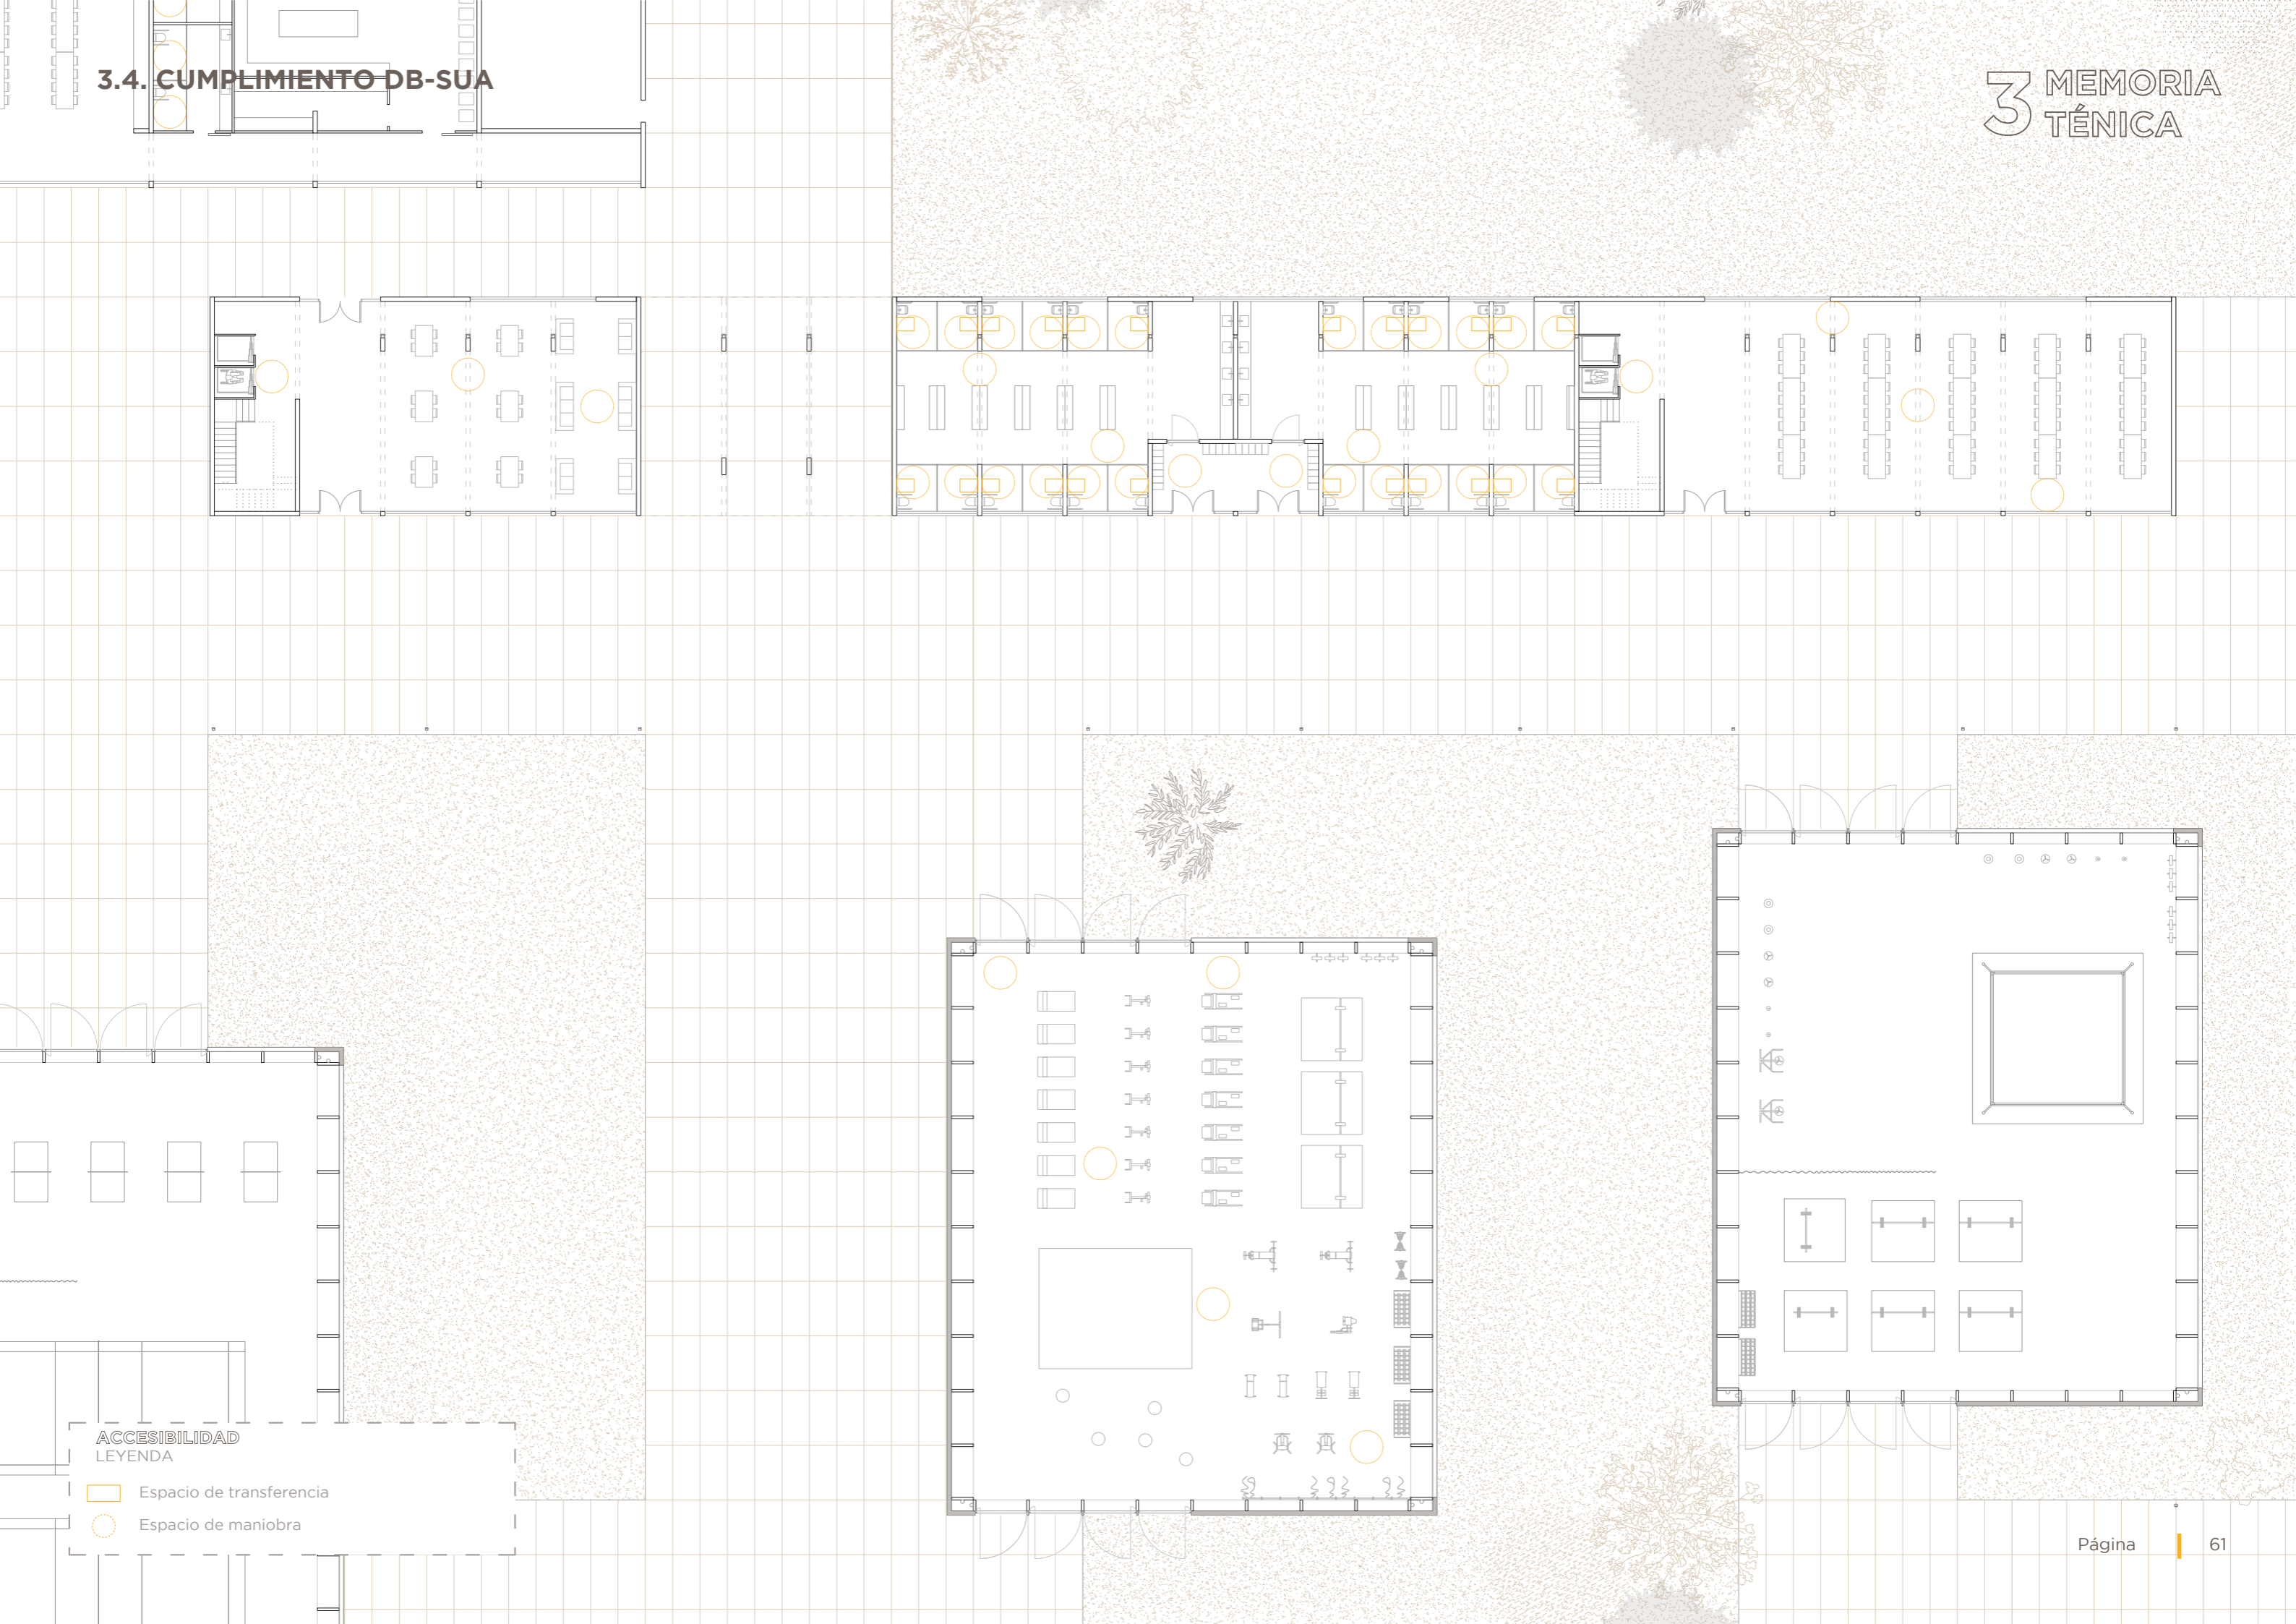 3.4. CUMPLIMIENTO DB-SUA
3 MEMORIA
TÉNICA
ACCESIBILIDAD
LEYENDA
Espacio de transferencia
Espacio de maniobra
Página 61